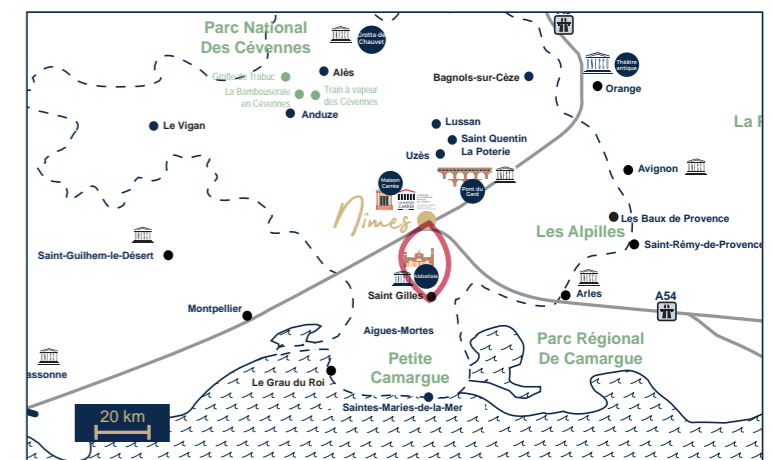 Parc National
Des Cévennes
Grotte de
Chauvet
Grotte de Trabuc
Alès
La Bambouseraie
en Cévennes
Train à vapeur
des Cévennes
Anduze
Le Vigan
Bagnols-sur-Cèze
Théâtre
antique
Orange
La
Lussan
Saint Quentin
La Poterie
Uzès
Avignon
Maison
Carrée
Pont du
Gard
Nîmes
Les Baux de Provence
Les Alpilles
Saint-Rémy-de-Provence
Saint-Guilhem-le-Désert
Abbatiale
Saint Gilles
Arles
A54
Montpellier
Aigues-Mortes
Parc Régional
De Camargue
Petite
Camargue
assonne
Le Grau du Roi
Saintes-Maries-de-la-Mer
20 km